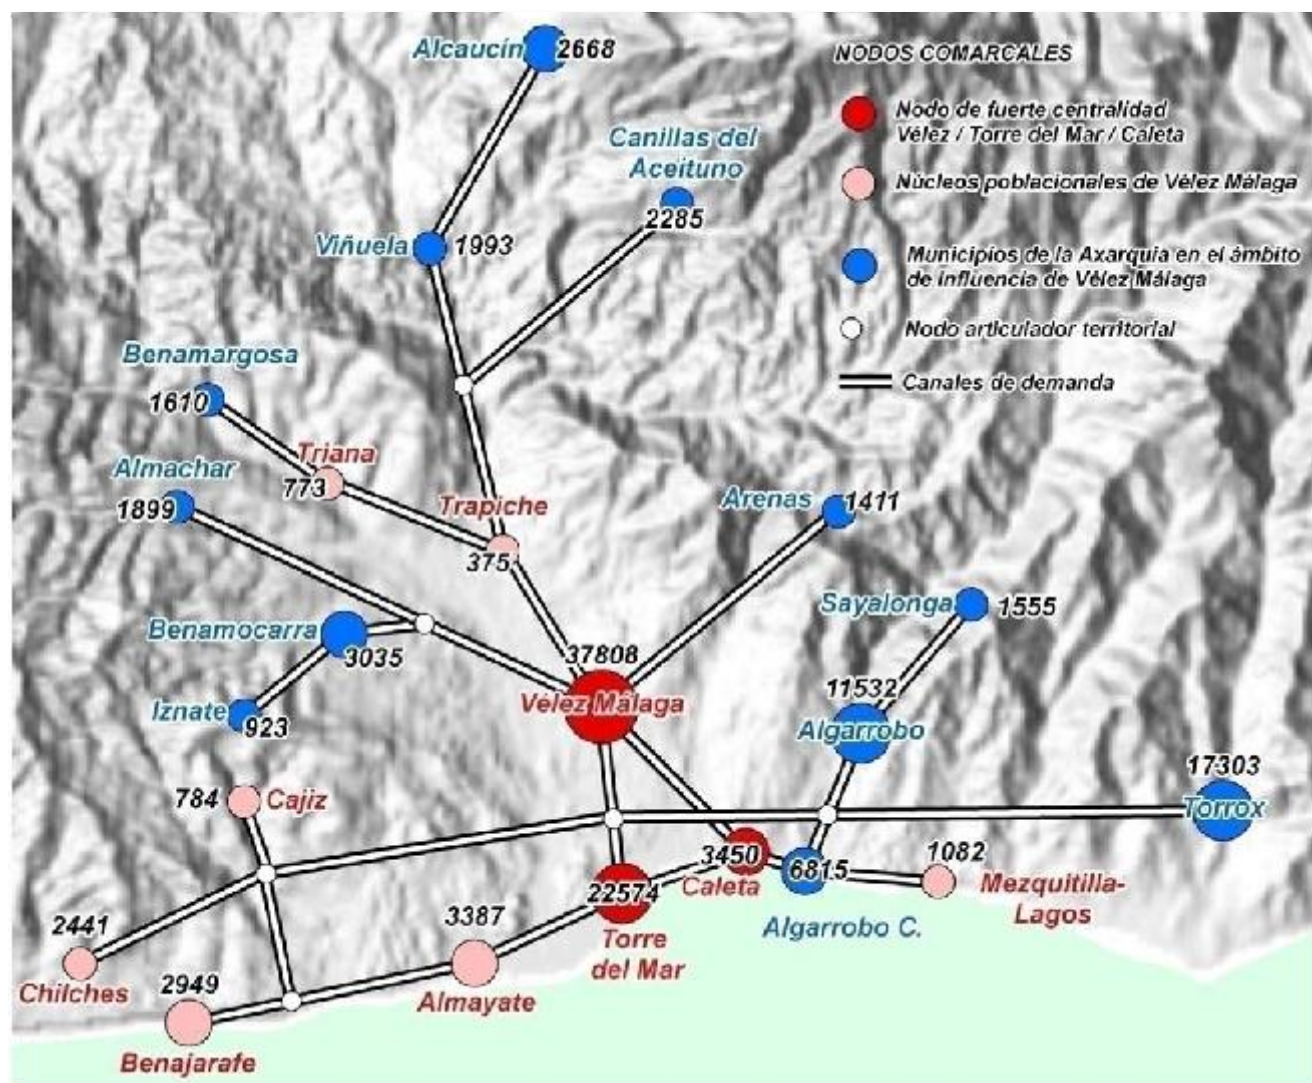 Alcaucín
2668
NODOS COMARCALES
Nodo de fuerte centralidad
Vélez / Torre del Mar / Caleta
Canillas del
Aceituno
2285
Núcleos poblacionales de Vélez Málaga
Viñuela
1993
Municipios de la Axarquia en el ámbito
de influencia de Vélez Málaga
Nodo articulador territorial
Canales de demanda
Benamargosa
1610
Triana
773
Almachar
1899
Trapiche
375
Arenas
1411
Sayalonga
1555
Benamocarra
3035
Iznate
923
37808
Vélez Málaga
11532
Algarrobo
17303
Torrox
784
Cajiz
3450
Caleta
6815
Algarrobo C.
1082
Mezquitilla-
Lagos
22574
Torre
del Mar
3387
Almayate
2441
Chilches
2949
Benajarafe